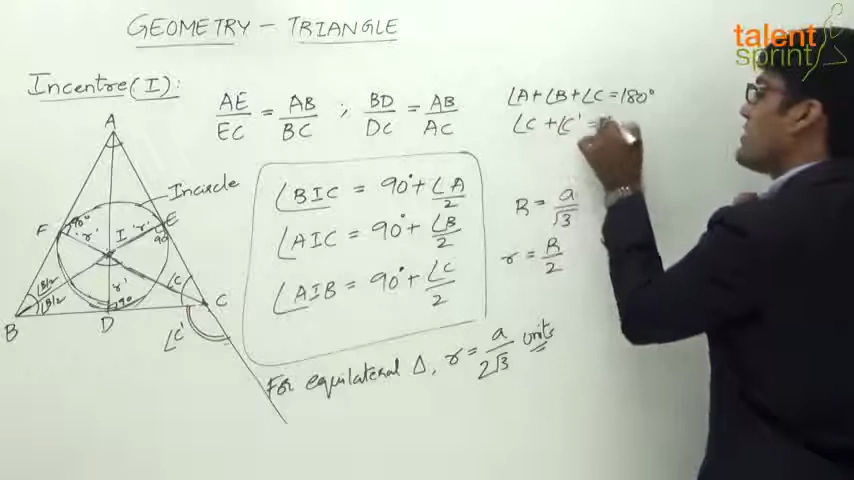 GEOMETRY – TRIANGLE
talent
sprint
Incentre (I) :
AE/EC = AB/BC ; BD/DC = AB/AC
∠A + ∠B + ∠C = 180°
∠C + ∠C' =
A
Incircle
∠BIC = 90° + ∠A/2
∠AIC = 90° + ∠B/2
∠AIB = 90° + ∠C/2
R = a/√3
r = R/2
F
90°
'r'
I
'r'
E
90
∠B/2
∠B/2
r'
90
∠C
B
D
C
∠C'
For equilateral Δ, r = a/2√3 units